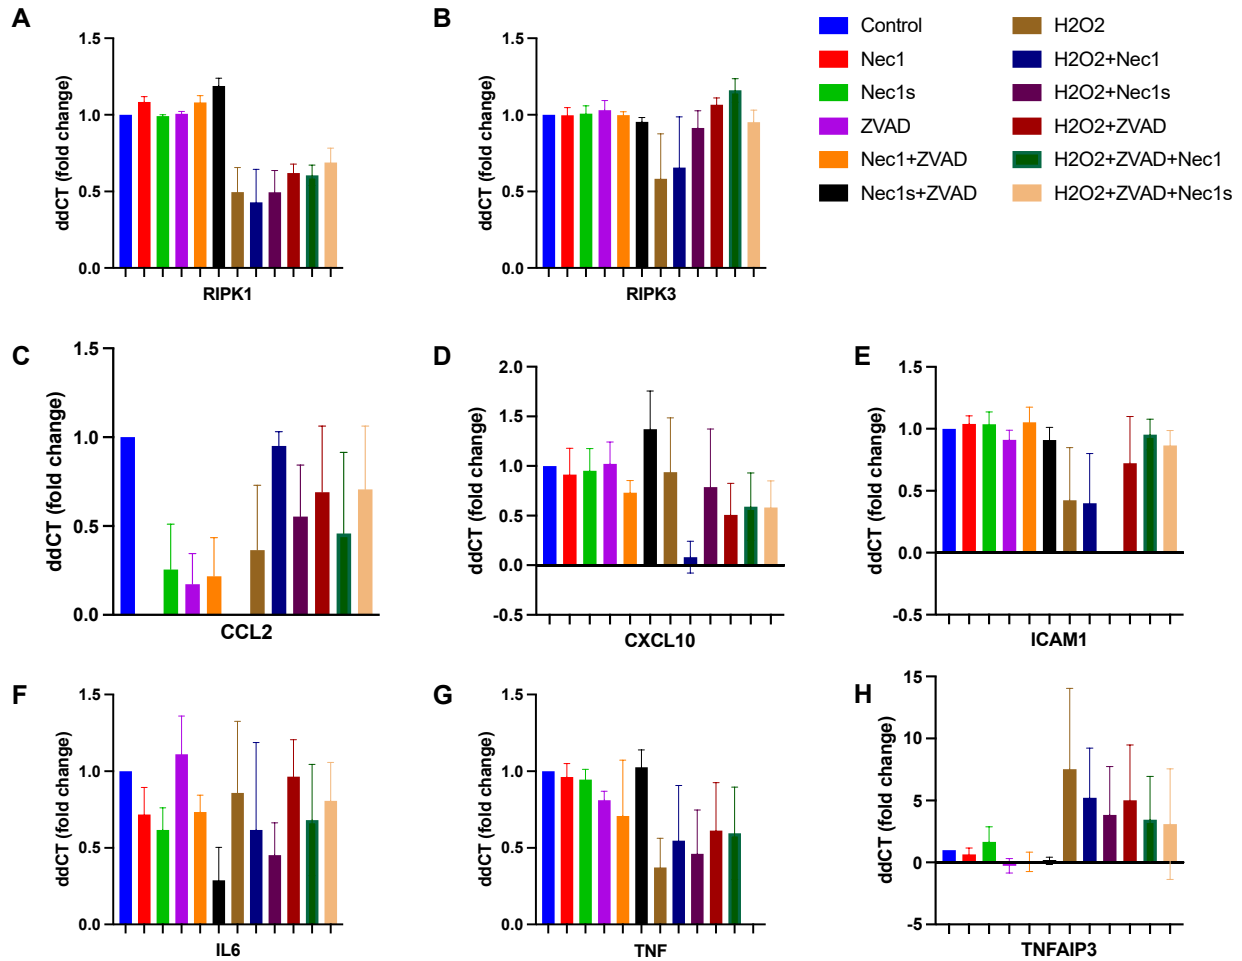 A
1.5
1.0
0.5
0.0
ddCT (fold change)
RIPK1
B
1.5
1.0
0.5
0.0
ddCT (fold change)
RIPK3
Control
Nec1
Nec1s
ZVAD
Nec1+ZVAD
Nec1s+ZVAD
H2O2
H2O2+Nec1
H2O2+Nec1s
H2O2+ZVAD
H2O2+ZVAD+Nec1
H2O2+ZVAD+Nec1s
C
1.5
1.0
0.5
0.0
ddCT (fold change)
CCL2
D
2.0
1.5
1.0
0.5
0.0
-0.5
ddCT (fold change)
CXCL10
E
1.5
1.0
0.5
0.0
-0.5
ddCT (fold change)
ICAM1
F
1.5
1.0
0.5
0.0
ddCT (fold change)
IL6
G
1.5
1.0
0.5
0.0
ddCT (fold change)
TNF
H
15
10
5
0
-5
ddCT (fold change)
TNFAIP3